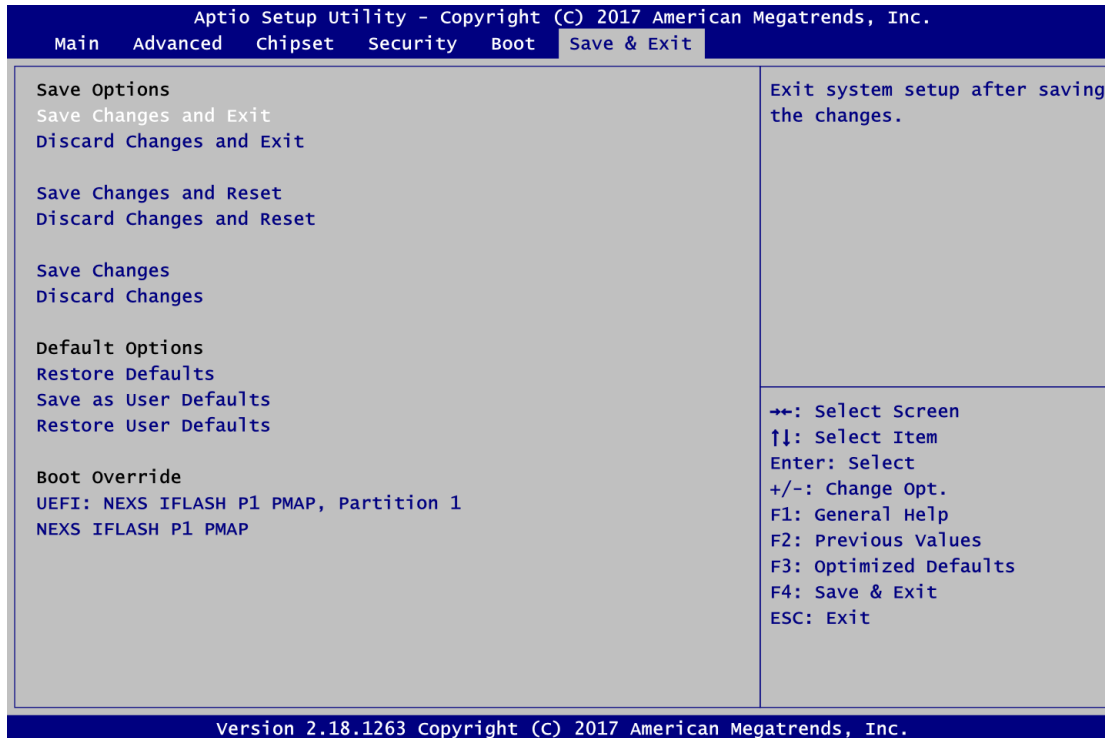 Aptio Setup Utility - Copyright (C) 2017 American Megatrends, Inc.
Main Advanced Chipset Security Boot Save & Exit
Save Options
Save Changes and Exit
Discard Changes and Exit
Save Changes and Reset
Discard Changes and Reset
Save Changes
Discard Changes
Default Options
Restore Defaults
Save as User Defaults
Restore User Defaults
Boot Override
UEFI: NEXS IFLASH P1 PMAP, Partition 1
NEXS IFLASH P1 PMAP
Exit system setup after saving
the changes.
→←: Select Screen
↑↓: Select Item
Enter: Select
+/-: Change Opt.
F1: General Help
F2: Previous Values
F3: Optimized Defaults
F4: Save & Exit
ESC: Exit
Version 2.18.1263 Copyright (C) 2017 American Megatrends, Inc.